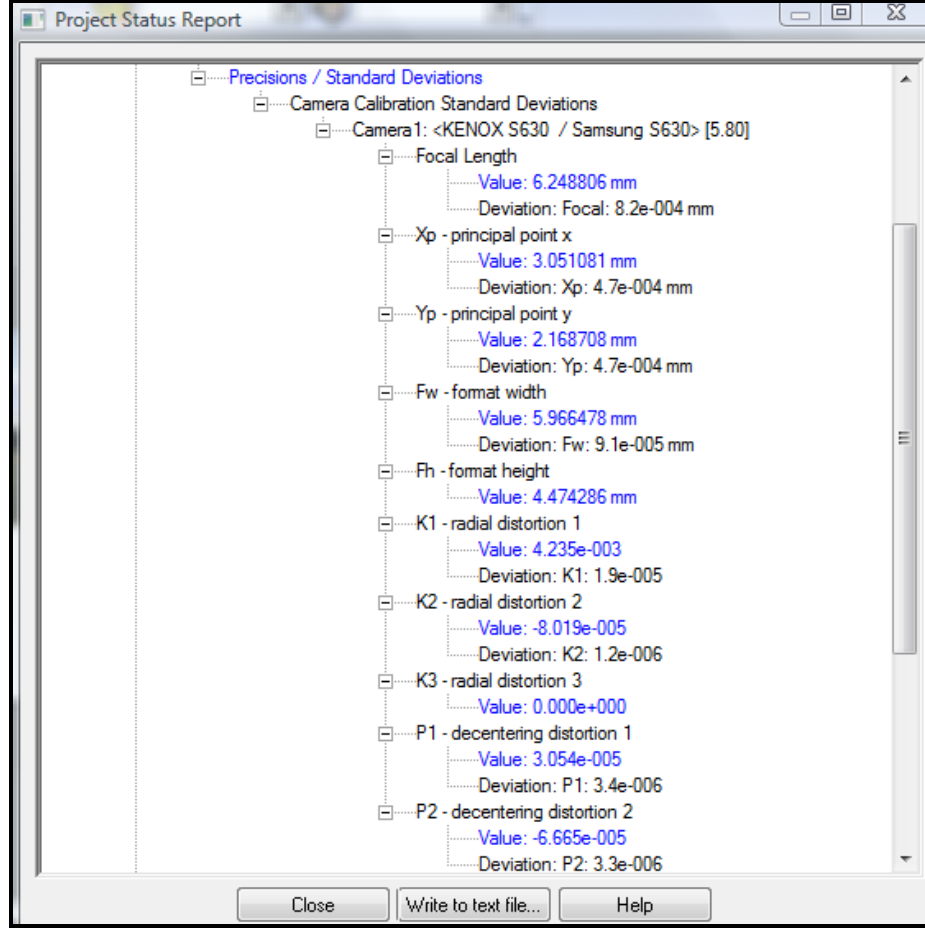 Project Status Report
Precisions / Standard Deviations
Camera Calibration Standard Deviations
Camera1: <KENOX S630 / Samsung S630> [5.80]
Focal Length
Value: 6.248806 mm
Deviation: Focal: 8.2e-004 mm
Xp - principal point x
Value: 3.051081 mm
Deviation: Xp: 4.7e-004 mm
Yp - principal point y
Value: 2.168708 mm
Deviation: Yp: 4.7e-004 mm
Fw - format width
Value: 5.966478 mm
Deviation: Fw: 9.1e-005 mm
Fh - format height
Value: 4.474286 mm
K1 - radial distortion 1
Value: 4.235e-003
Deviation: K1: 1.9e-005
K2 - radial distortion 2
Value: -8.019e-005
Deviation: K2: 1.2e-006
K3 - radial distortion 3
Value: 0.000e+000
P1 - decentering distortion 1
Value: 3.054e-005
Deviation: P1: 3.4e-006
P2 - decentering distortion 2
Value: -6.665e-005
Deviation: P2: 3.3e-006
Close
Write to text file...
Help